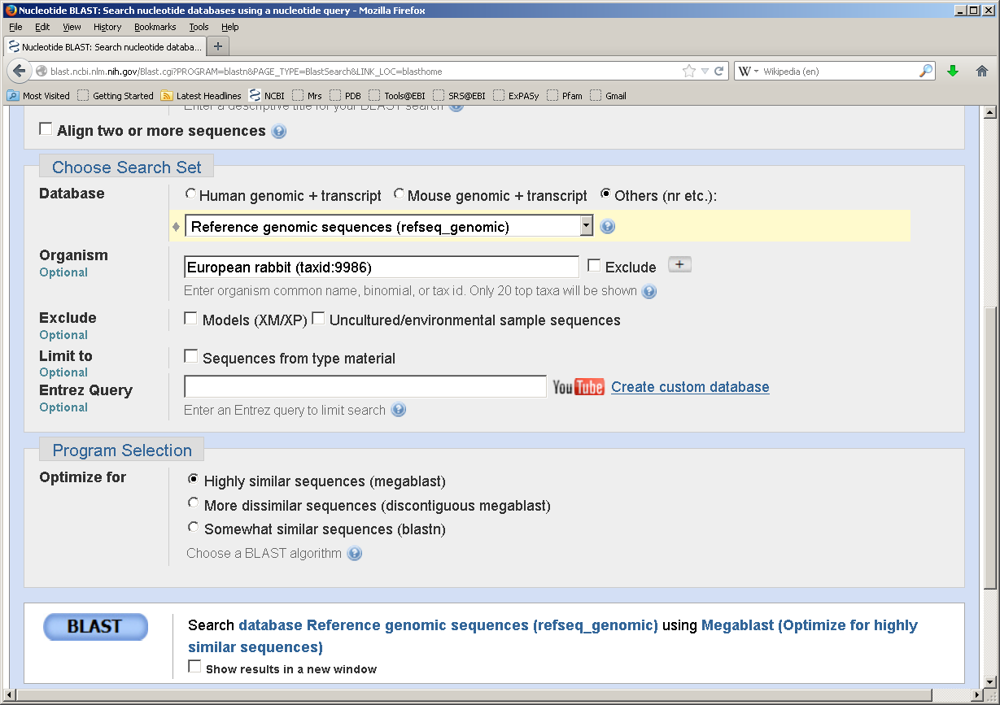 Nucleotide BLAST: Search nucleotide databases using a nucleotide query - Mozilla Firefox
File Edit View History Bookmarks Tools Help
Nucleotide BLAST: Search nucleotide databa... +
blast.ncbi.nlm.nih.gov/Blast.cgi?PROGRAM=blastn&PAGE_TYPE=BlastSearch&LINK_LOC=blasthome W Wikipedia (en)
Most Visited Getting Started Latest Headlines NCBI Mrs PDB Tools@EBI SRS@EBI ExPASy Pfam Gmail
Enter a descriptive title for your BLAST search
Align two or more sequences ?
Choose Search Set
Database Human genomic + transcript Mouse genomic + transcript Others (nr etc.):
Reference genomic sequences (refseq_genomic) ?
Organism
Optional
European rabbit (taxid:9986) Exclude +
Enter organism common name, binomial, or tax id. Only 20 top taxa will be shown ?
Exclude
Optional
Models (XM/XP) Uncultured/environmental sample sequences
Limit to
Optional
Sequences from type material
Entrez Query
Optional
YouTube Create custom database
Enter an Entrez query to limit search ?
Program Selection
Optimize for
Highly similar sequences (megablast)
More dissimilar sequences (discontiguous megablast)
Somewhat similar sequences (blastn)
Choose a BLAST algorithm ?
BLAST
Search database Reference genomic sequences (refseq_genomic) using Megablast (Optimize for highly
similar sequences)
Show results in a new window